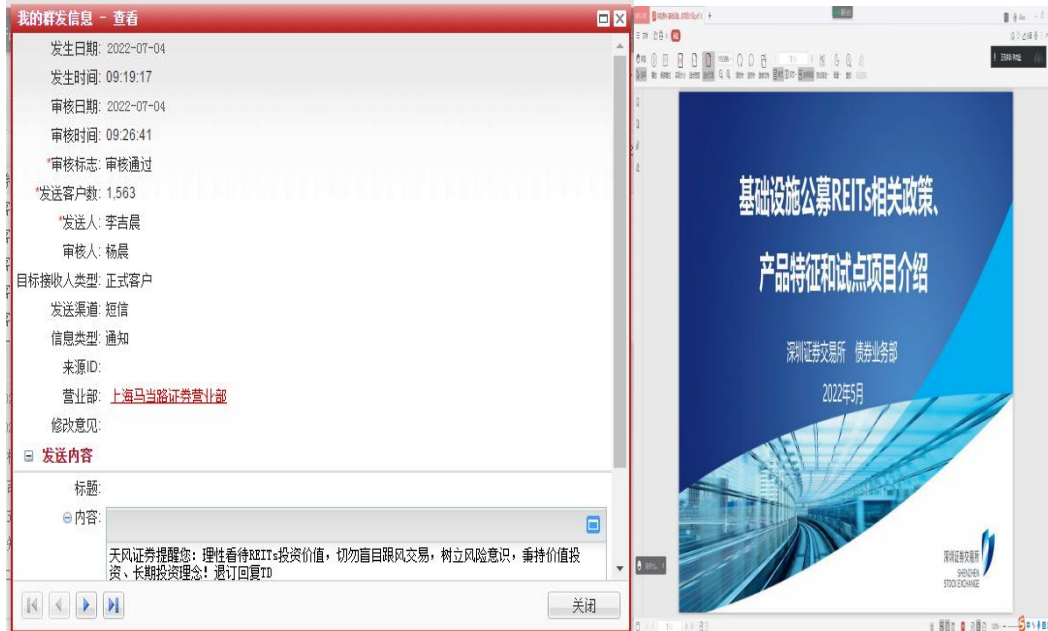 我的群发信息 - 查看
发生日期: 2022-07-04
发生时间: 09:19:17
审核日期: 2022-07-04
审核时间: 09:26:41
*审核标志: 审核通过
*发送客户数: 1,563
*发送人: 李吉晨
审核人: 杨晨
目标接收人类型: 正式客户
发送渠道: 短信
信息类型: 通知
来源ID:
营业部: 上海马当路证券营业部
修改意见:
发送内容
标题:
内容:
天风证券提醒您: 理性看待REITs投资价值, 切勿盲目跟风交易, 树立风险意识, 秉持价值投
资、长期投资理念! 退订回复TD
关闭
基础设施公募REITs相关政策、
产品特征和试点项目介绍
深圳证券交易所 债券业务部
2022年5月
深圳证券交易所
SHENZHEN
STOCK EXCHANGE